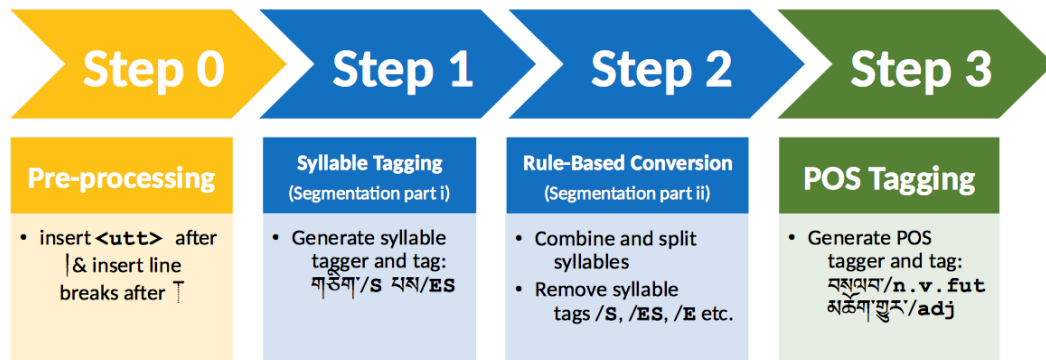 Step 0
Step 1
Step 2
Step 3
Pre-processing
• insert <utt> after
།& insert line
breaks after
Syllable Tagging
(Segmentation part i)
• Generate syllable
tagger and tag:
གཅིག་/S པས/ES
Rule-Based Conversion
(Segmentation part ii)
• Combine and split
syllables
• Remove syllable
tags /S, /ES, /E etc.
POS Tagging
• Generate POS
tagger and tag:
བསལབ་/n.v.fut
མཆོག་གྱུར་/adj